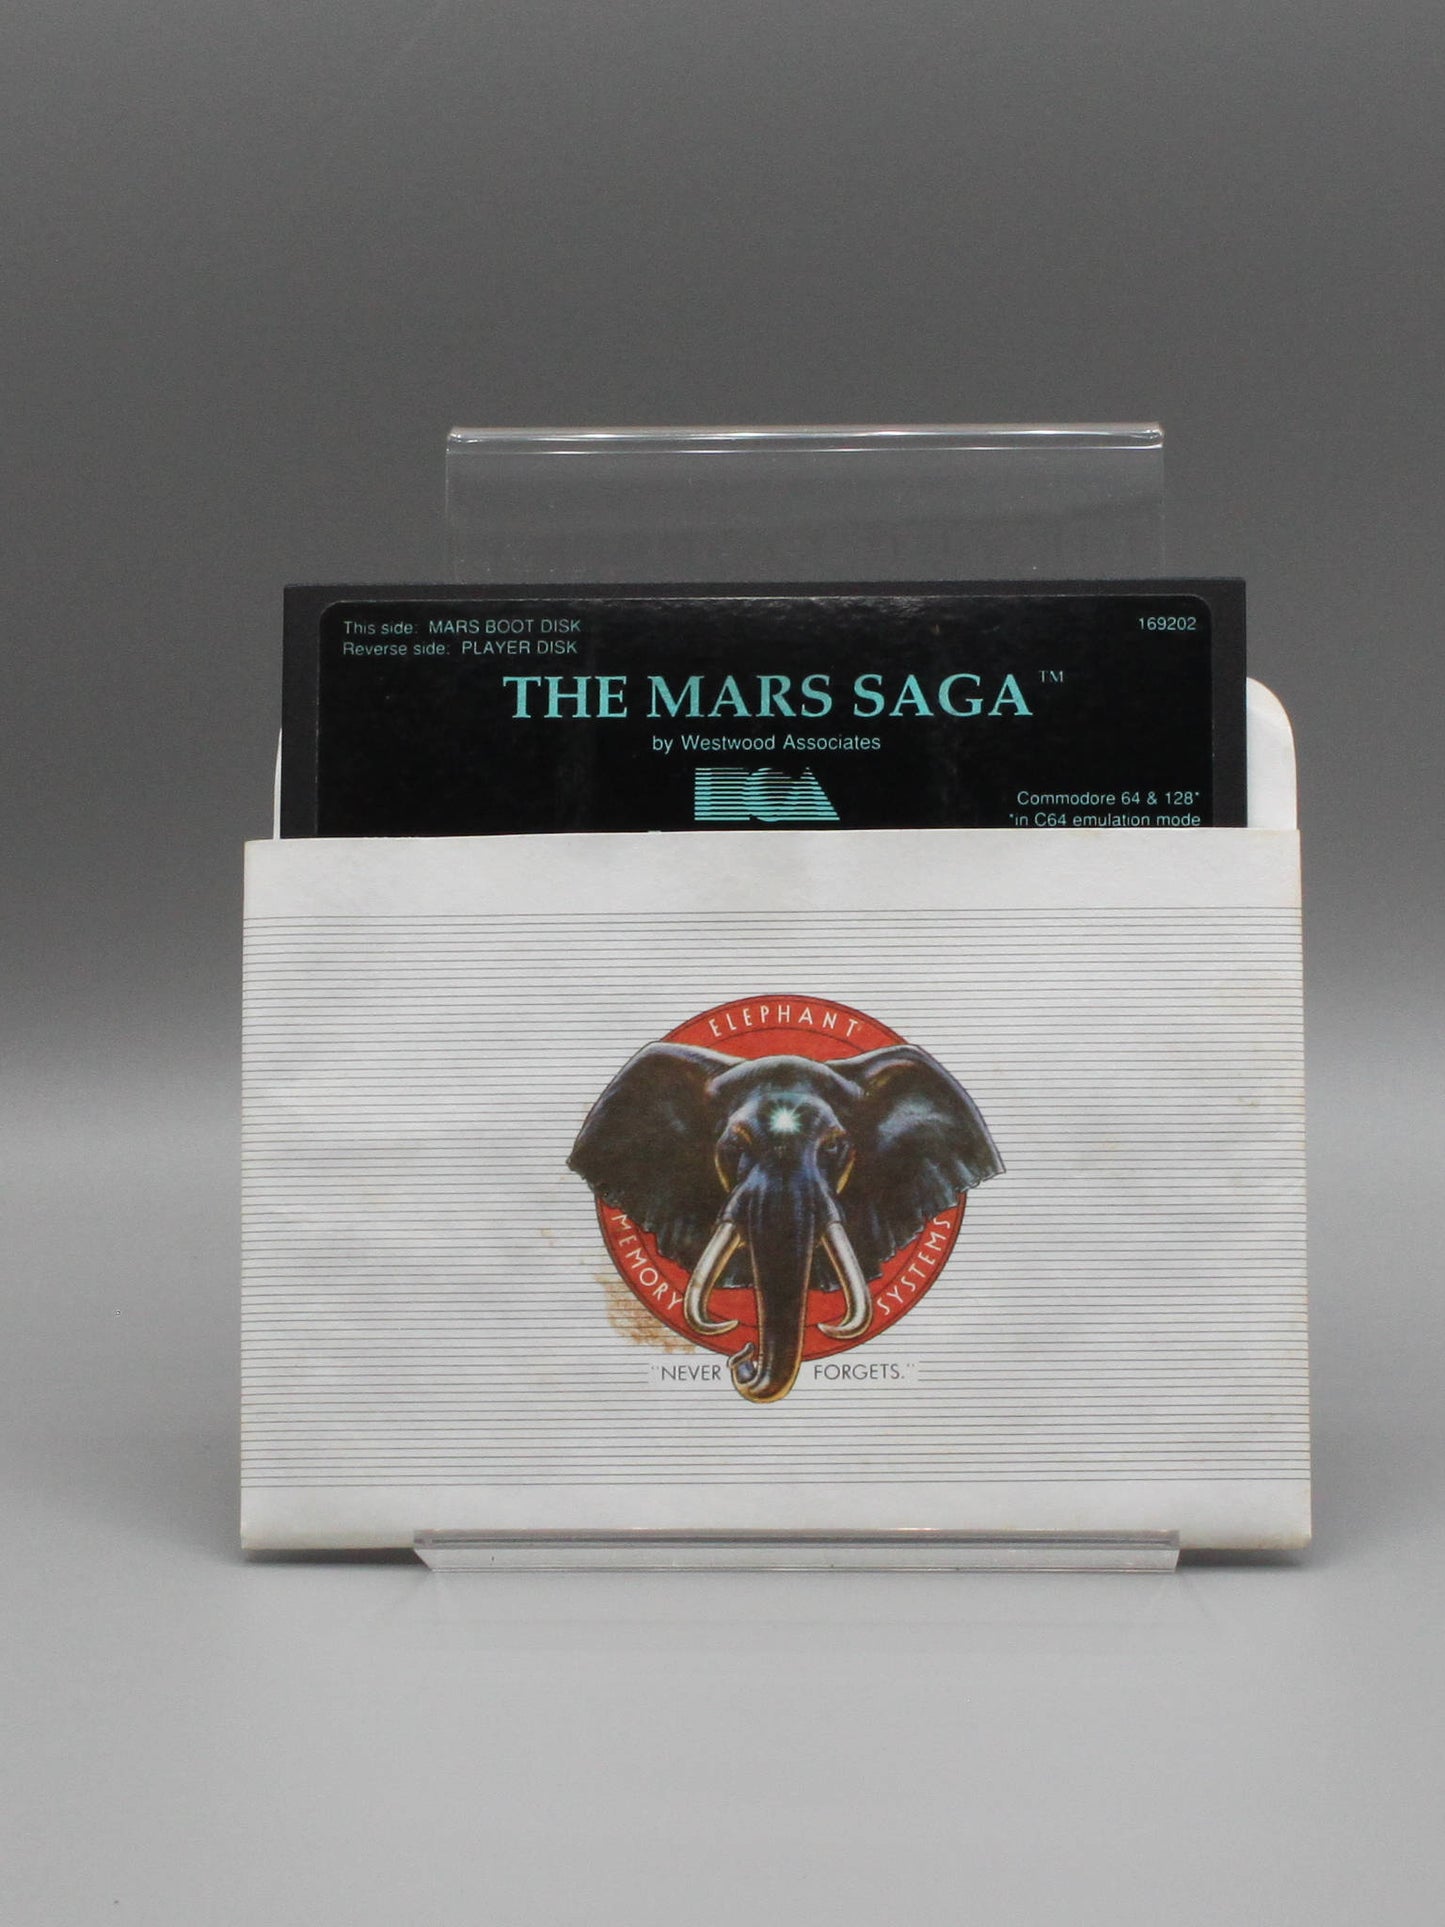 This side: MARS BOOT DISK
Reverse side: PLAYER DISK
169202
THE MARS SAGA™
by Westwood Associates
ECA
Commodore 64 & 128*
*in C64 emulation mode
ELEPHANT
MEMORY SYSTEMS
"NEVER FORGETS."